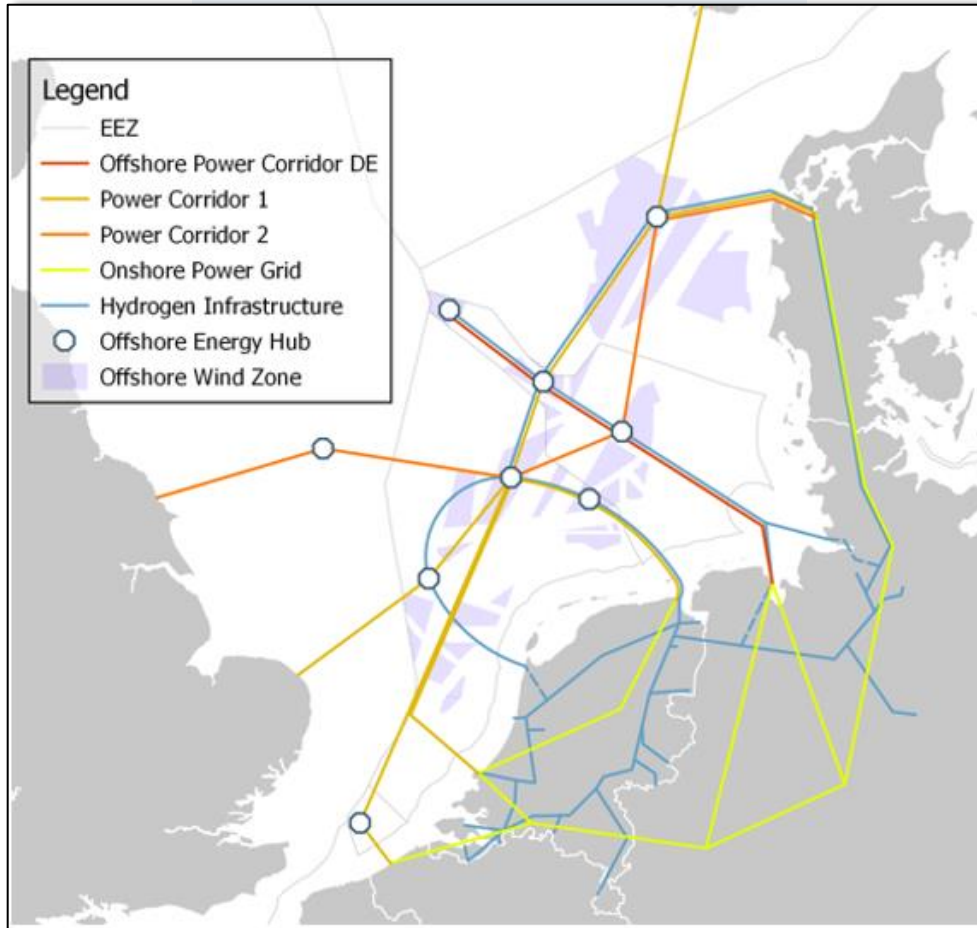 Legend
EEZ
Offshore Power Corridor DE
Power Corridor 1
Power Corridor 2
Onshore Power Grid
Hydrogen Infrastructure
Offshore Energy Hub
Offshore Wind Zone